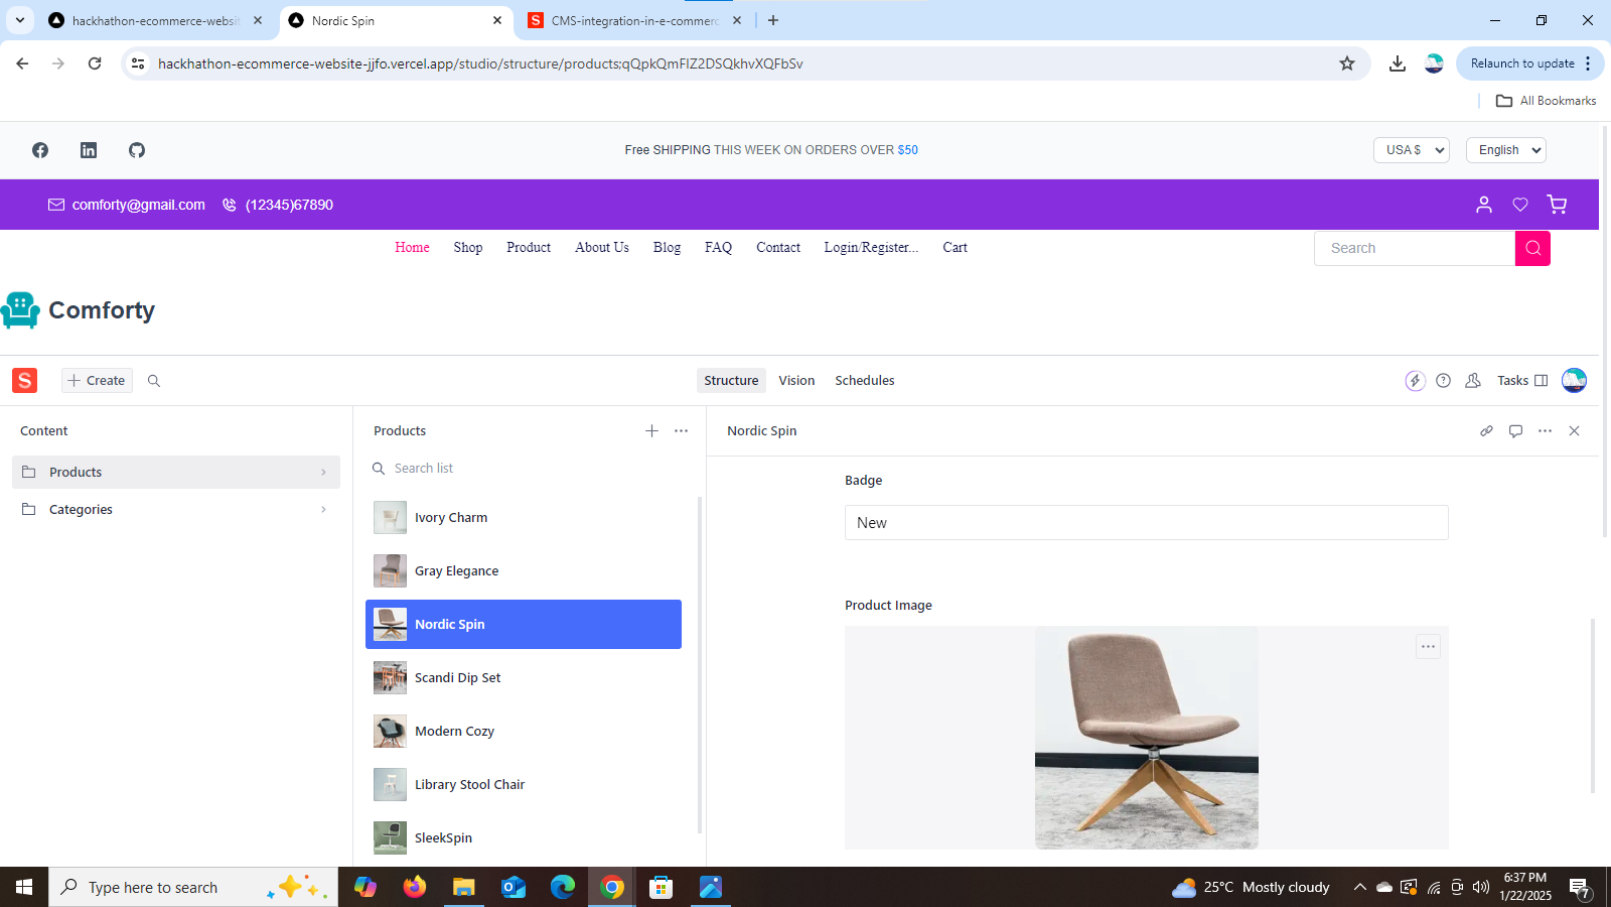 hackhathon-ecommerce-websit
Nordic Spin
CMS-integration-in-e-commerc
hackhathon-ecommerce-website-jjfo.vercel.app/studio/structure/products;qQpkQmFlZ2DSQkhvXQFbSv
Relaunch to update
All Bookmarks
Free SHIPPING THIS WEEK ON ORDERS OVER $50
USA $
English
comforty@gmail.com
(12345)67890
Home Shop Product About Us Blog FAQ Contact Login/Register... Cart
Search
Comforty
S
Create
Structure Vision Schedules
Tasks
Content
Products
Categories
Products
Search list
Ivory Charm
Gray Elegance
Nordic Spin
Scandi Dip Set
Modern Cozy
Library Stool Chair
SleekSpin
Nordic Spin
Badge
New
Product Image
Type here to search
25°C Mostly cloudy
6:37 PM
1/22/2025
7